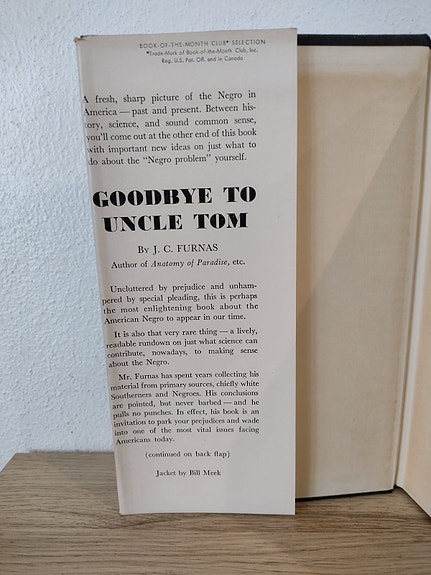 BOOK-OF-THE-MONTH CLUB* SELECTION
*Trade-Mark of Book-of-the-Month Club, Inc.
Reg. U.S. Pat. Off. and in Canada
A fresh, sharp picture of the Negro in
America — past and present. Between his-
tory, science, and sound common sense,
you'll come out at the other end of this book
with important new ideas on just what to
do about the "Negro problem" yourself.
GOODBYE TO
UNCLE TOM
By J. C. FURNAS
Author of Anatomy of Paradise, etc.
Uncluttered by prejudice and unham-
pered by special pleading, this is perhaps
the most enlightening book about the
American Negro to appear in our time.
It is also that very rare thing — a lively,
readable rundown on just what science can
contribute, nowadays, to making sense
about the Negro.
Mr. Furnas has spent years collecting his
material from primary sources, chiefly white
Southerners and Negroes. His conclusions
are pointed, but never barbed — and he
pulls no punches. In effect, his book is an
invitation to park your prejudices and wade
into one of the most vital issues facing
Americans today.
(continued on back flap)
Jacket by Bill Meek